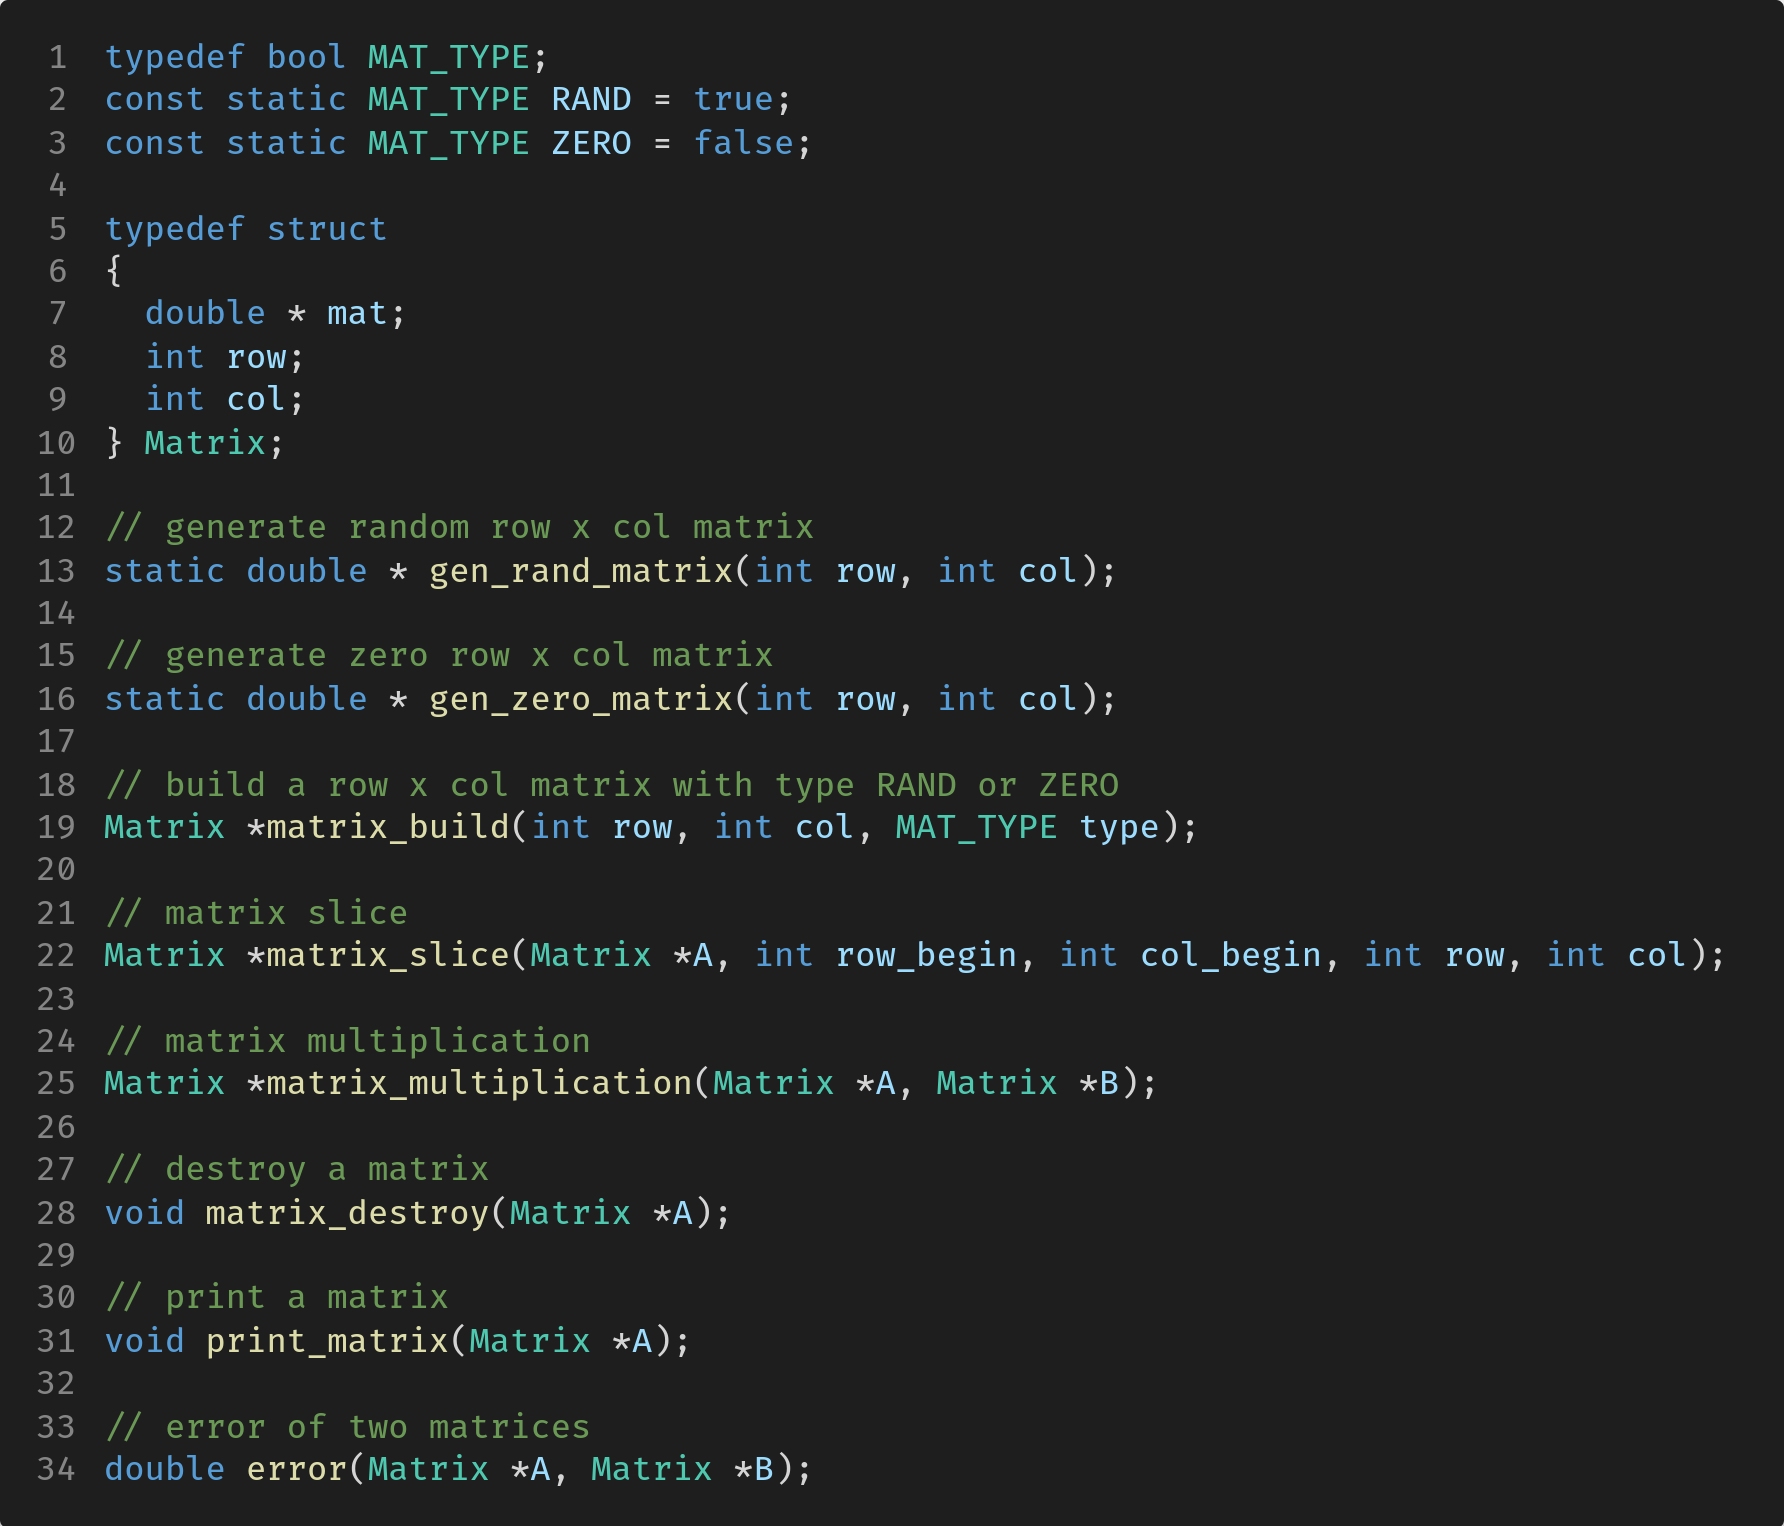 1 typedef bool MAT_TYPE;
2 const static MAT_TYPE RAND = true;
3 const static MAT_TYPE ZERO = false;
4
5 typedef struct
6 {
7   double * mat;
8   int row;
9   int col;
10 } Matrix;
11
12 // generate random row x col matrix
13 static double * gen_rand_matrix(int row, int col);
14
15 // generate zero row x col matrix
16 static double * gen_zero_matrix(int row, int col);
17
18 // build a row x col matrix with type RAND or ZERO
19 Matrix *matrix_build(int row, int col, MAT_TYPE type);
20
21 // matrix slice
22 Matrix *matrix_slice(Matrix *A, int row_begin, int col_begin, int row, int col);
23
24 // matrix multiplication
25 Matrix *matrix_multiplication(Matrix *A, Matrix *B);
26
27 // destroy a matrix
28 void matrix_destroy(Matrix *A);
29
30 // print a matrix
31 void print_matrix(Matrix *A);
32
33 // error of two matrices
34 double error(Matrix *A, Matrix *B);